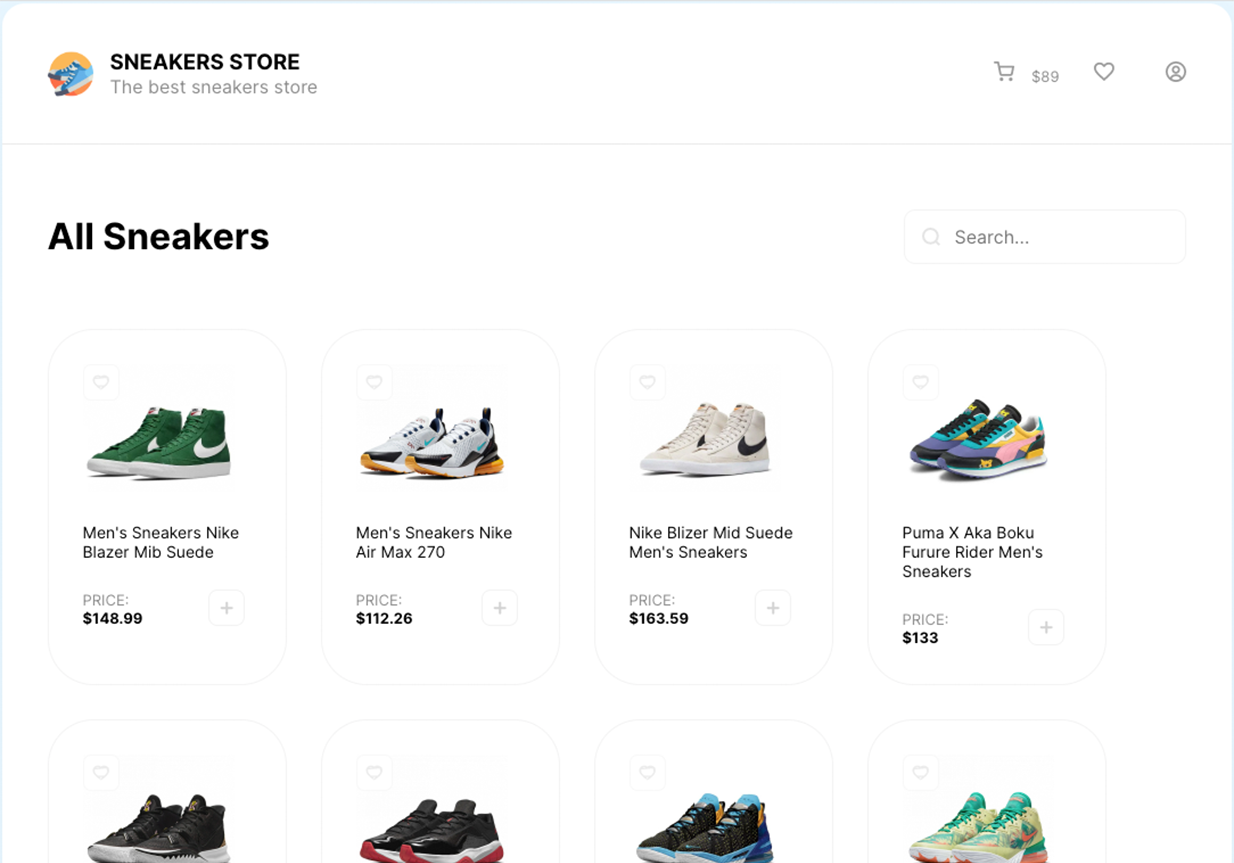 SNEAKERS STORE
The best sneakers store
$89
All Sneakers
Search...
Men's Sneakers Nike
Blazer Mib Suede
PRICE:
$148.99
Men's Sneakers Nike
Air Max 270
PRICE:
$112.26
Nike Blizer Mid Suede
Men's Sneakers
PRICE:
$163.59
Puma X Aka Boku
Furure Rider Men's
Sneakers
PRICE:
$133